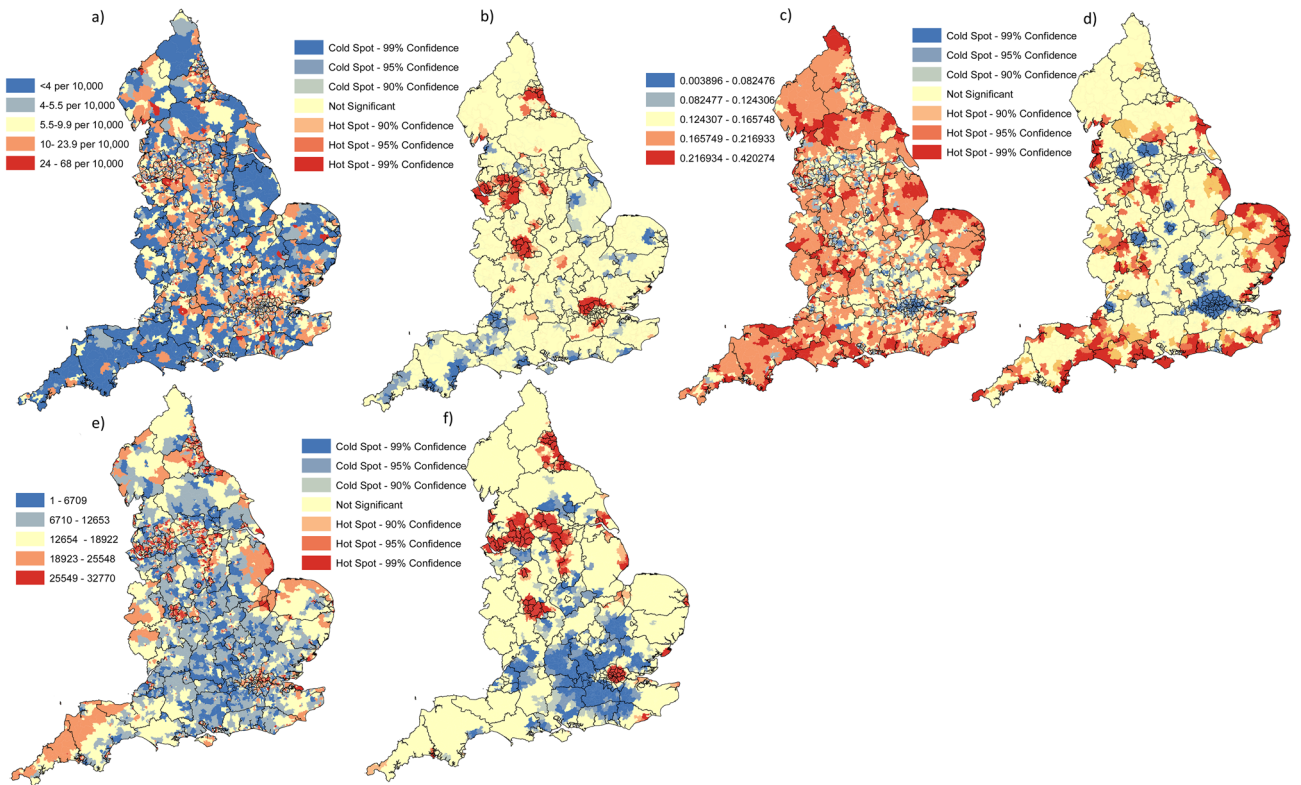 a)
<4 per 10,000
4-5.5 per 10,000
5.5-9.9 per 10,000
10- 23.9 per 10,000
24 - 68 per 10,000
b)
Cold Spot - 99% Confidence
Cold Spot - 95% Confidence
Cold Spot - 90% Confidence
Not Significant
Hot Spot - 90% Confidence
Hot Spot - 95% Confidence
Hot Spot - 99% Confidence
c)
0.003896 - 0.082476
0.082477 - 0.124306
0.124307 - 0.165748
0.165749 - 0.216933
0.216934 - 0.420274
d)
Cold Spot - 99% Confidence
Cold Spot - 95% Confidence
Cold Spot - 90% Confidence
Not Significant
Hot Spot - 90% Confidence
Hot Spot - 95% Confidence
Hot Spot - 99% Confidence
e)
1 - 6709
6710 - 12653
12654 - 18922
18923 - 25548
25549 - 32770
f)
Cold Spot - 99% Confidence
Cold Spot - 95% Confidence
Cold Spot - 90% Confidence
Not Significant
Hot Spot - 90% Confidence
Hot Spot - 95% Confidence
Hot Spot - 99% Confidence